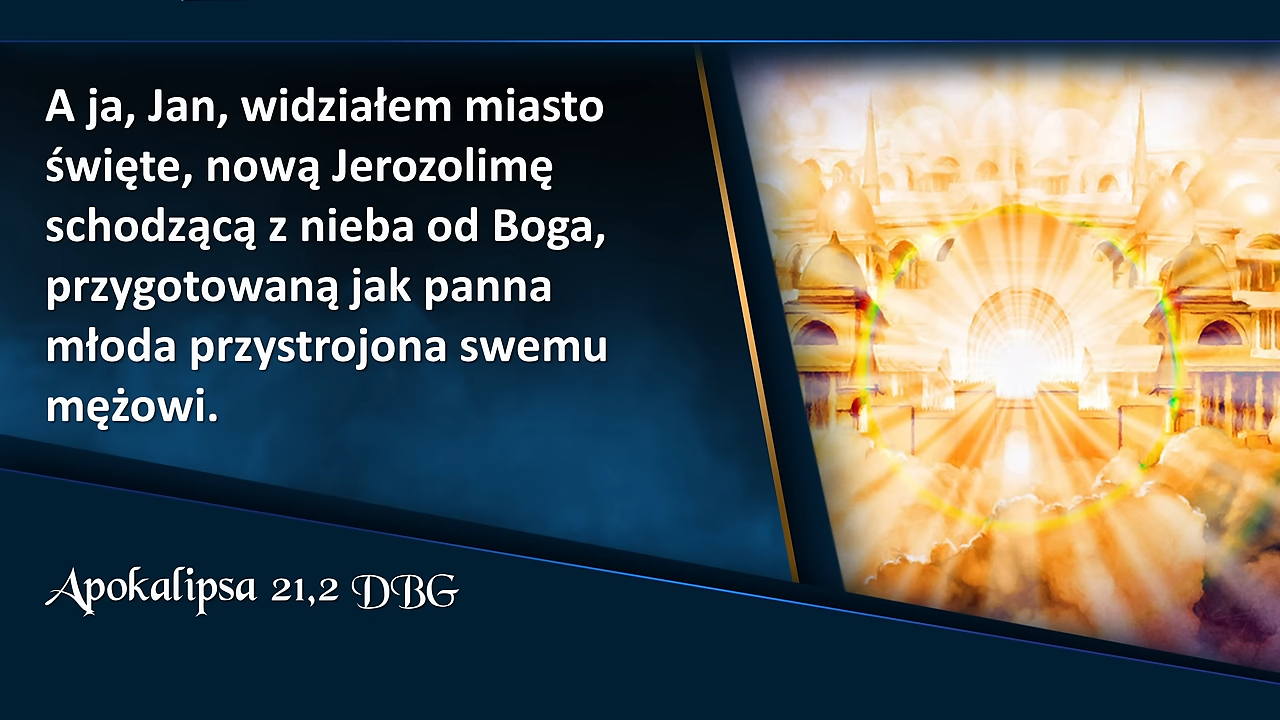 A ja, Jan, widziałem miasto
święte, nową Jerozolimę
schodzącą z nieba od Boga,
przygotowaną jak panna
młoda przystrojona swemu
mężowi.
Apokalipsa 21,2 DBG